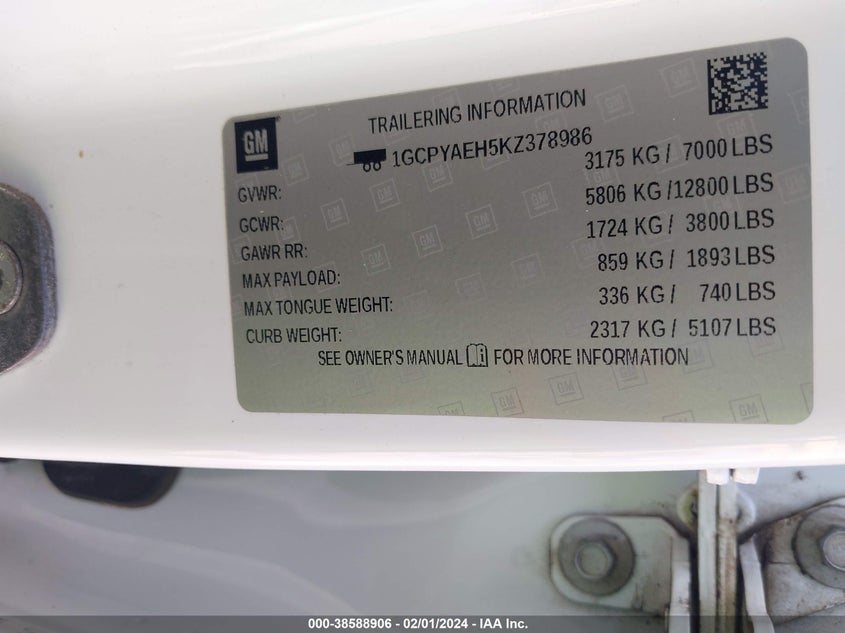 GM
TRAILERING INFORMATION
1GCPYAEH5KZ378986
GVWR: 3175 KG / 7000 LBS
GCWR: 5806 KG /12800 LBS
GAWR RR: 1724 KG / 3800 LBS
MAX PAYLOAD: 859 KG / 1893 LBS
MAX TONGUE WEIGHT: 336 KG / 740 LBS
CURB WEIGHT: 2317 KG / 5107 LBS
SEE OWNER'S MANUAL FOR MORE INFORMATION
000-38588906 - 02/01/2024 - IAA Inc.